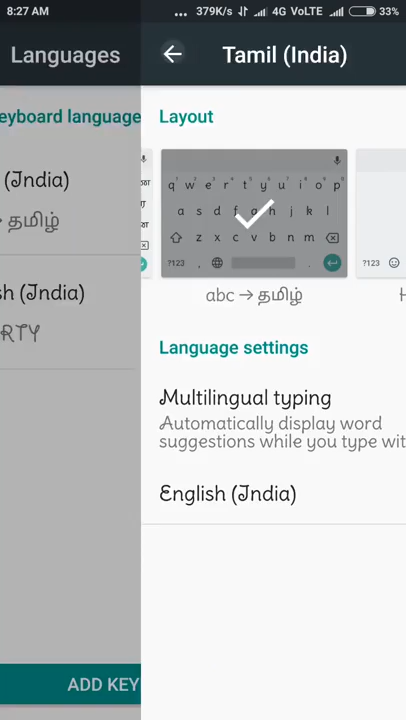 8:27 AM ... 379K/s 4G VoLTE 33%
Languages
Tamil (India)
eyboard language
Layout
(India)
தமிழ்
sh (India)
RTY
q w e r t y u i o p
a s d f g h j k l
z x c v b n m
?123 , .
?123
abc → தமிழ்
Language settings
Multilingual typing
Automatically display word
suggestions while you type wit
English (India)
ADD KEY